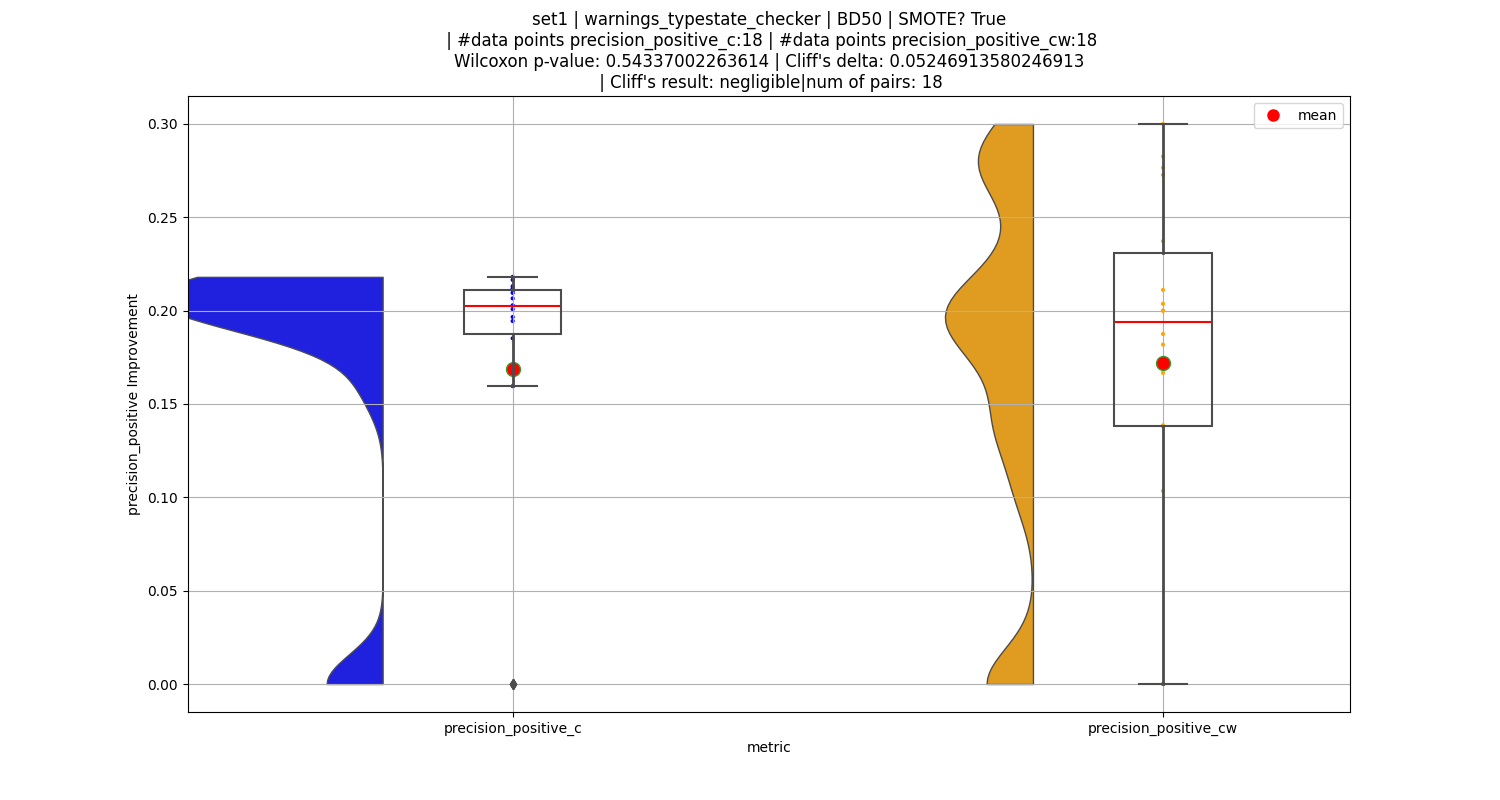 set1 | warnings_typestate_checker | BD50 | SMOTE? True
| #data points precision_positive_c:18 | #data points precision_positive_cw:18
Wilcoxon p-value: 0.54337002263614 | Cliff's delta: 0.05246913580246913
| Cliff's result: negligible|num of pairs: 18
mean
0.30
0.25
0.20
0.15
0.10
0.05
0.00
precision_positive Improvement
precision_positive_c
precision_positive_cw
metric